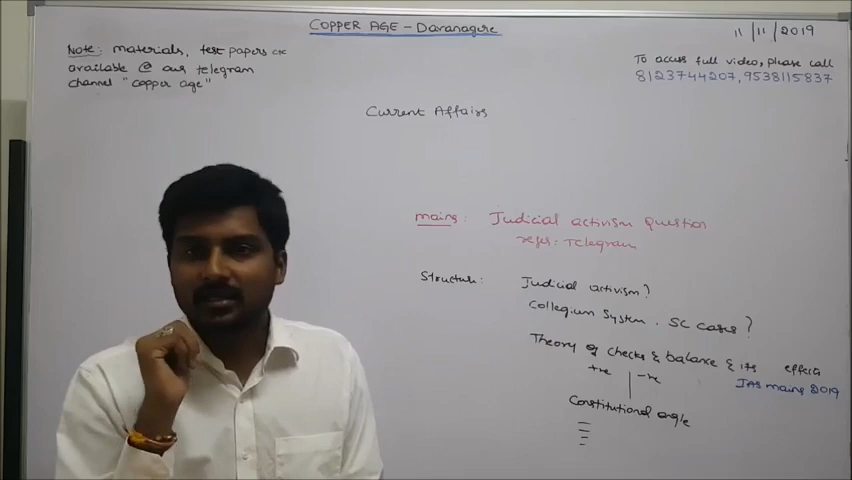 COPPER AGE - Davanagere
11/11/2019
Note: materials, test papers etc
available @ our telegram
channel "copper age"
To access full video, please call
8123744207, 9538115837
Current Affairs
mains: Judicial activism Question
refer: Telegram
Structure: Judicial activism?
Collegium System. SC cases?
Theory of checks & balance & its effects
+ve | -ve
IAS mains 2019
Constitutional angle